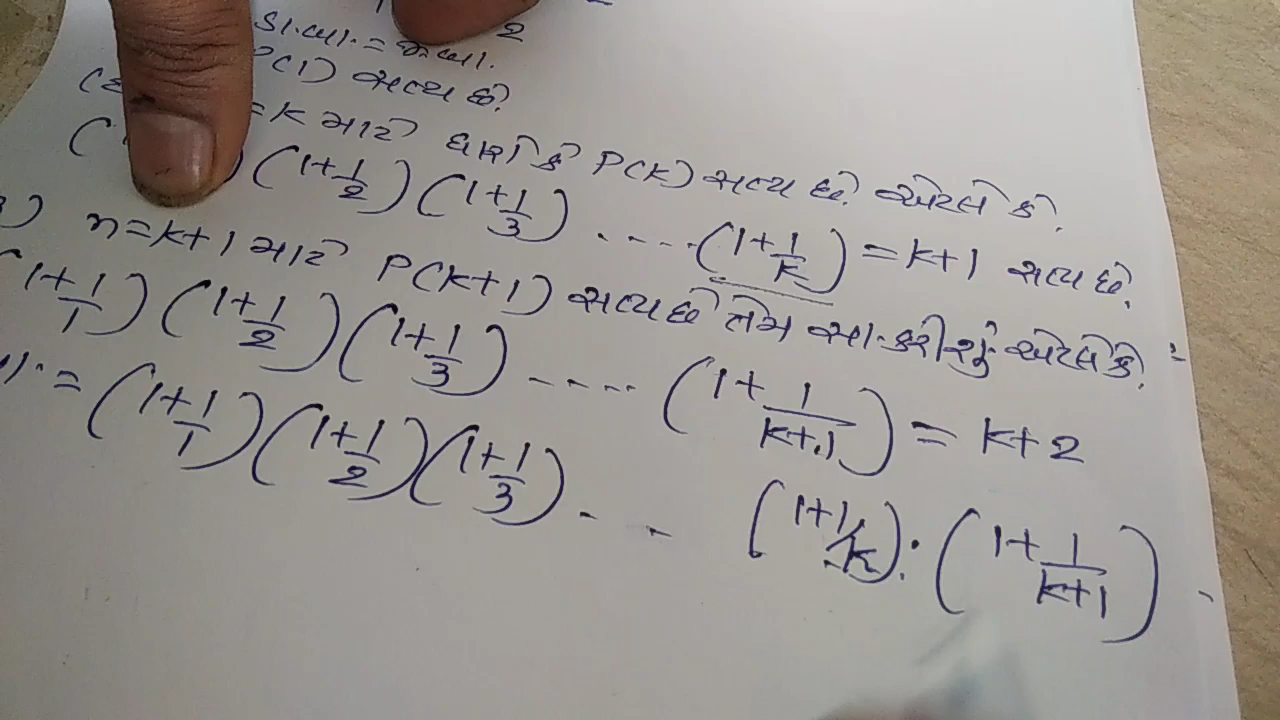 2
ડા.બા. = જ.બા.
P(1) સત્ય છે.
=k માટે ધારો કે P(k) સત્ય છે. એટલે કે.
(1+1/2)(1+1/3) ....(1+1/k) = k+1 સત્ય છે.
n=k+1 માટે P(k+1) સત્ય છે તેમ સા.કરીશું એટલે કે.
(1+1/1)(1+1/2)(1+1/3) ---- (1+1/(k+1)) = k+2
= (1+1/1)(1+1/2)(1+1/3) . . . (1+1/k).(1+1/(k+1))